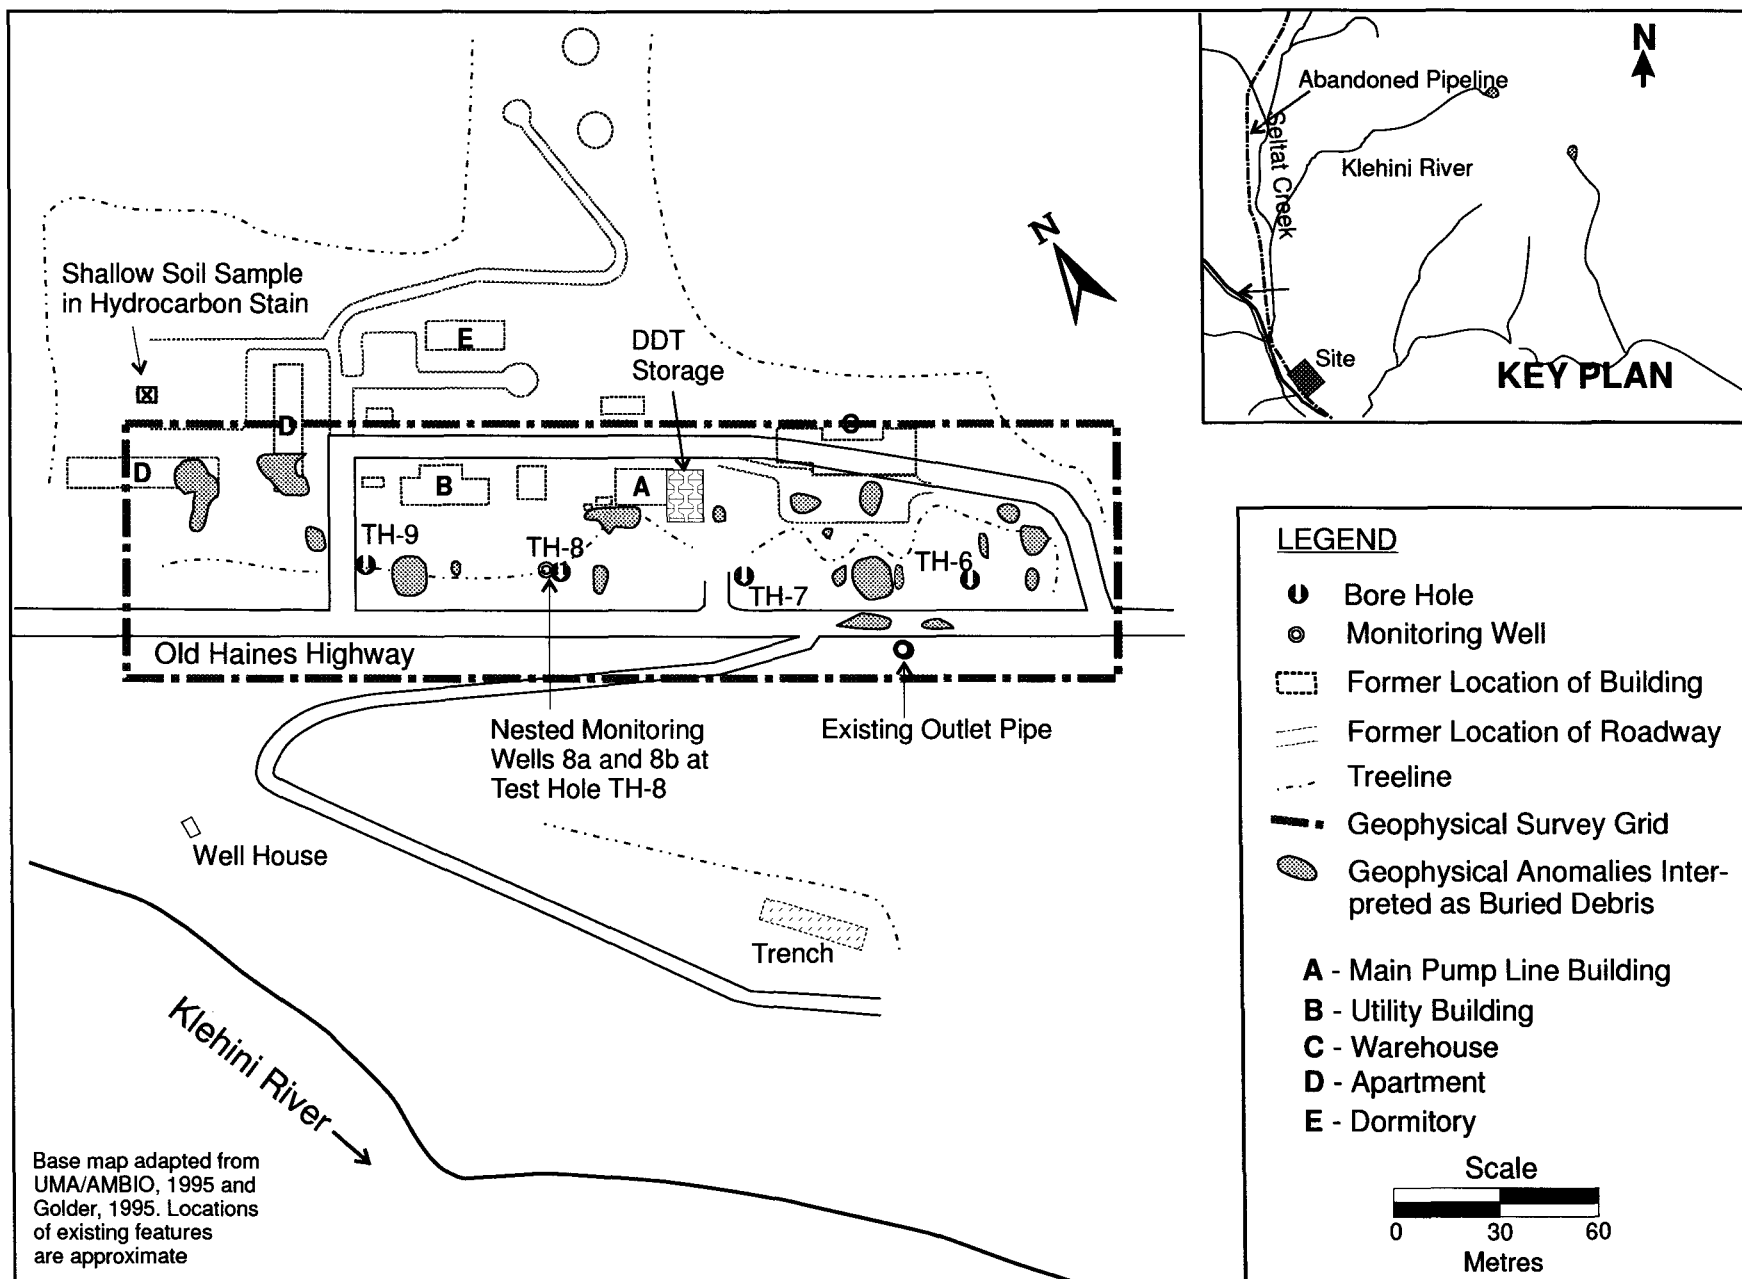 N
Abandoned Pipeline
Seltat Creek
Klehini River
Site
KEY PLAN
N
Shallow Soil Sample
in Hydrocarbon Stain
x
E
DDT
Storage
D
C
D
B
A
TH-9
TH-8
TH-7
TH-6
Old Haines Highway
Nested Monitoring
Wells 8a and 8b at
Test Hole TH-8
Existing Outlet Pipe
Well House
Trench
Klehini River
Base map adapted from
UMA/AMBIO, 1995 and
Golder, 1995. Locations
of existing features
are approximate
LEGEND
Bore Hole
Monitoring Well
Former Location of Building
Former Location of Roadway
Treeline
Geophysical Survey Grid
Geophysical Anomalies Inter-
preted as Buried Debris
A - Main Pump Line Building
B - Utility Building
C - Warehouse
D - Apartment
E - Dormitory
Scale
0 30 60
Metres